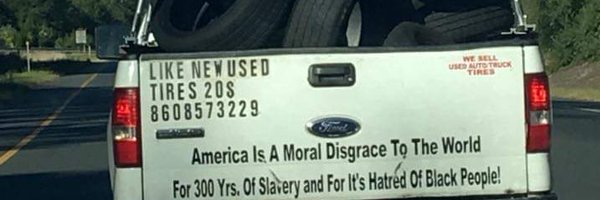 LIKE NEW USED
TIRES 20$
8608573229
WE SELL
USED AUTO/TRUCK
TIRES
Ford
America Is A Moral Disgrace To The World
For 300 Yrs. Of Slavery and For It's Hatred Of Black People!